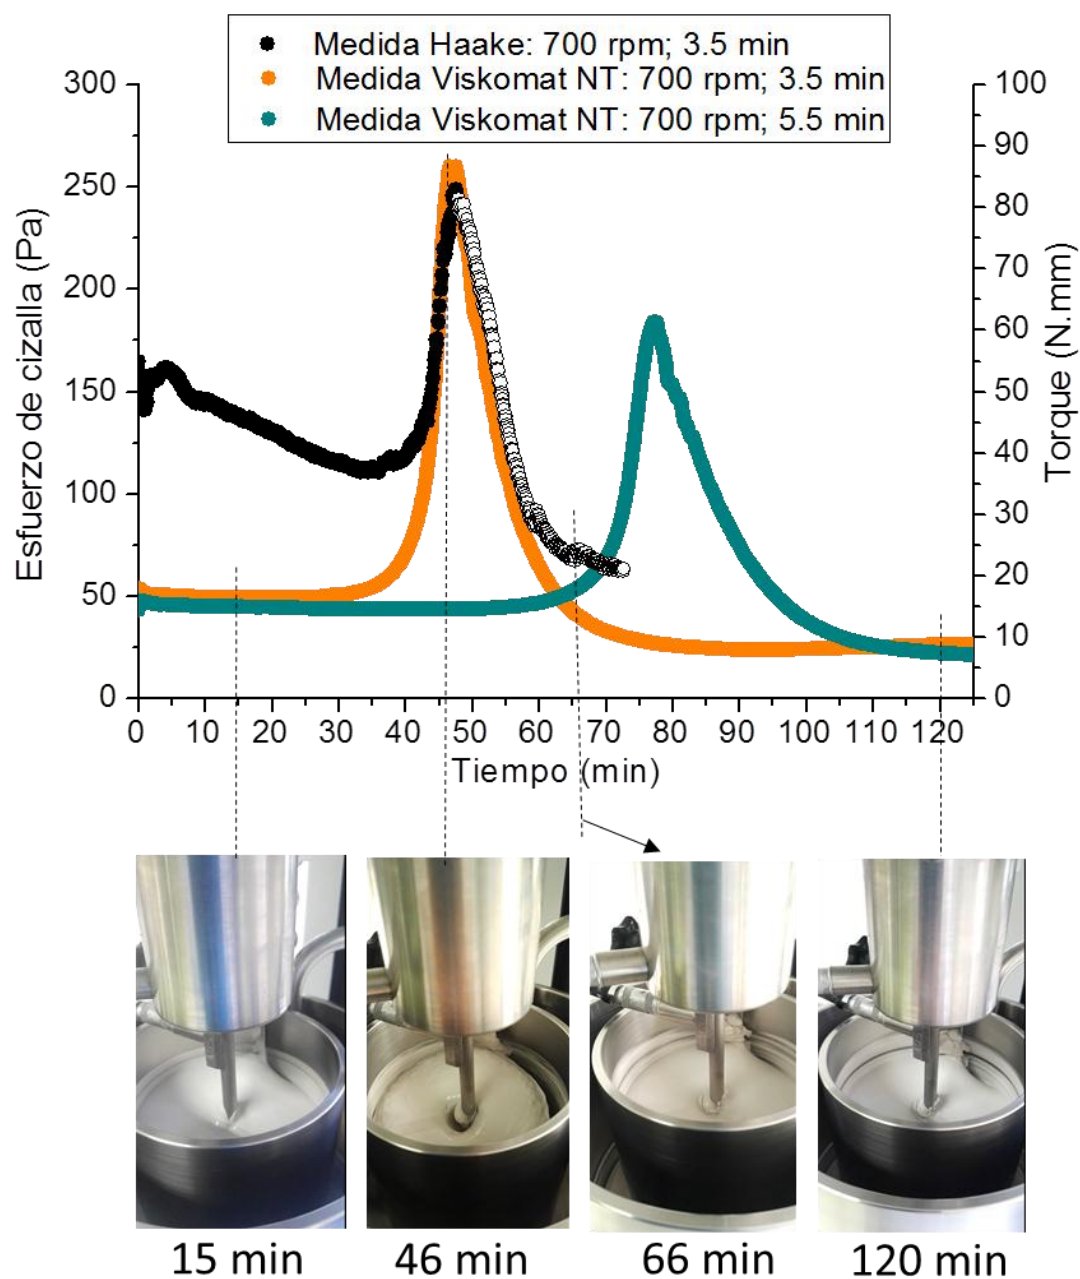 Medida Haake: 700 rpm; 3.5 min
Medida Viskomat NT: 700 rpm; 3.5 min
Medida Viskomat NT: 700 rpm; 5.5 min
Esfuerzo de cizalla (Pa)
300
250
200
150
100
50
0
100
90
80
70
60
50
40
30
20
10
0
Torque (N.mm)
0 10 20 30 40 50 60 70 80 90 100 110 120
Tiempo (min)
15 min 46 min 66 min 120 min